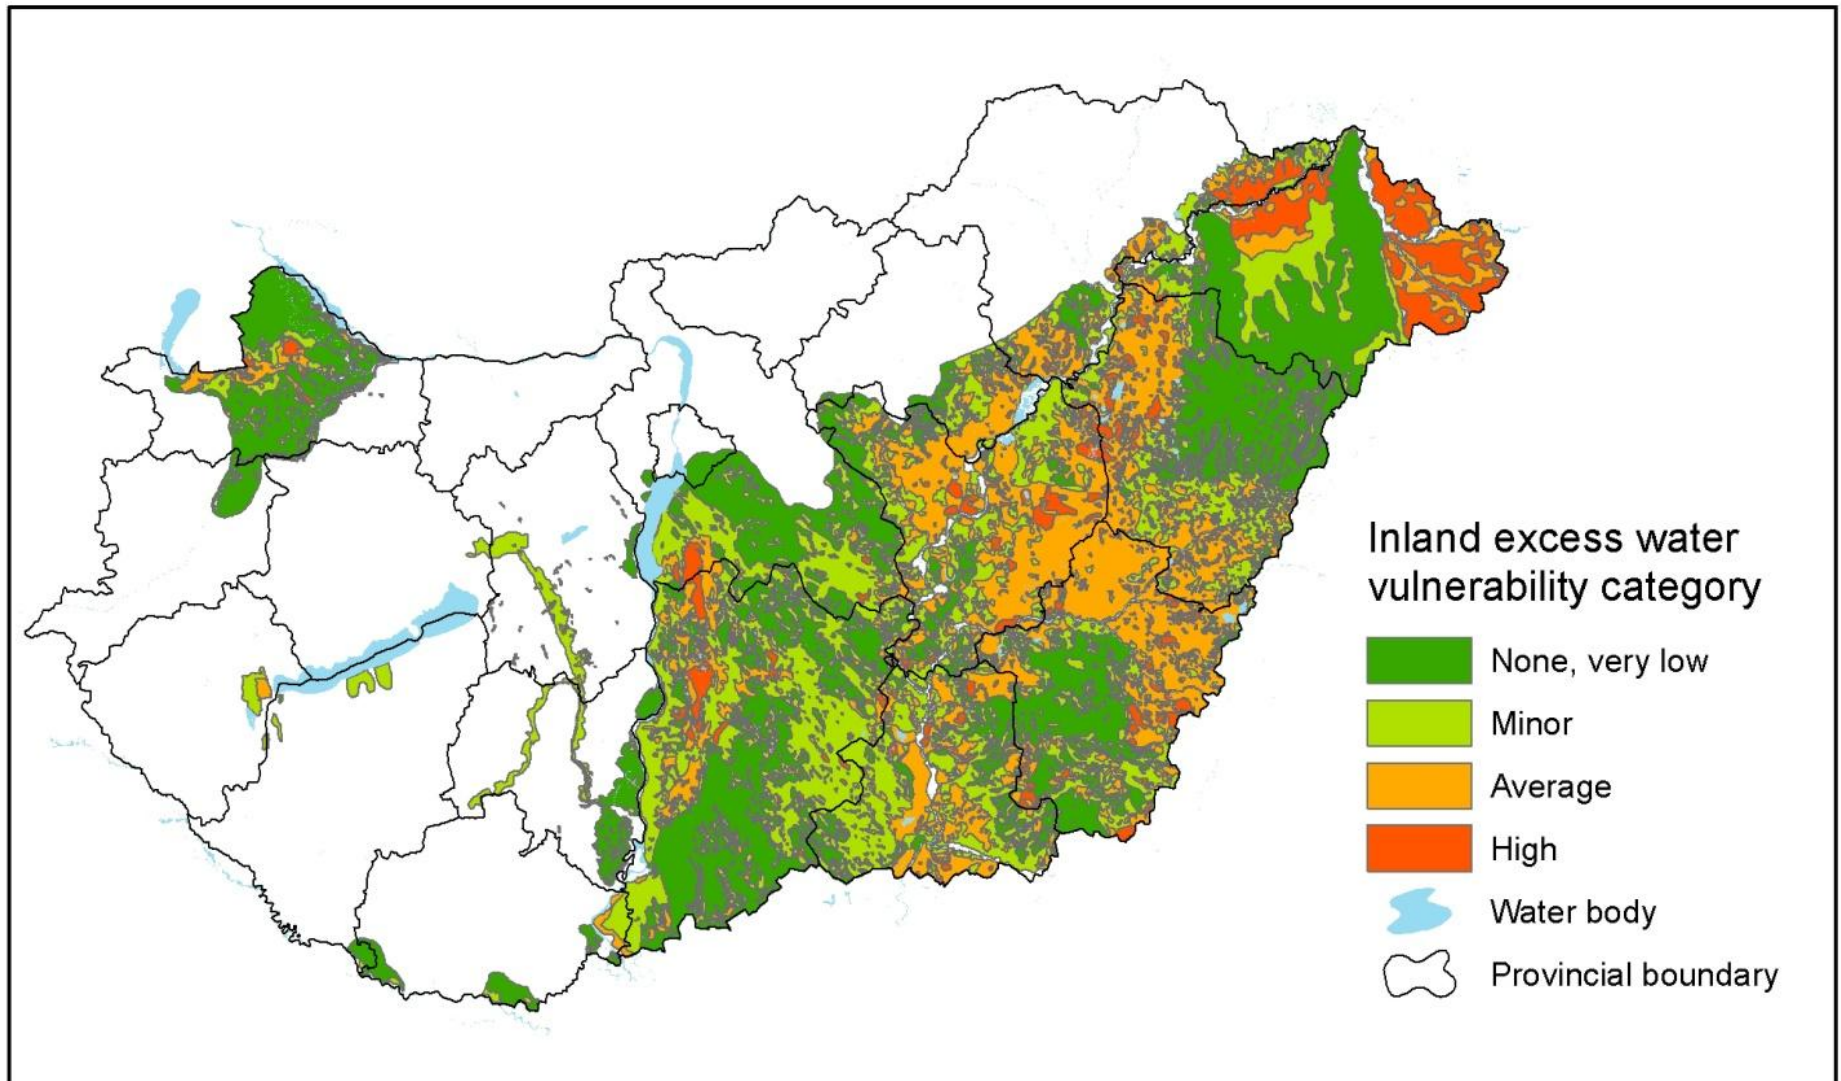 Inland excess water
vulnerability category
None, very low
Minor
Average
High
Water body
Provincial boundary